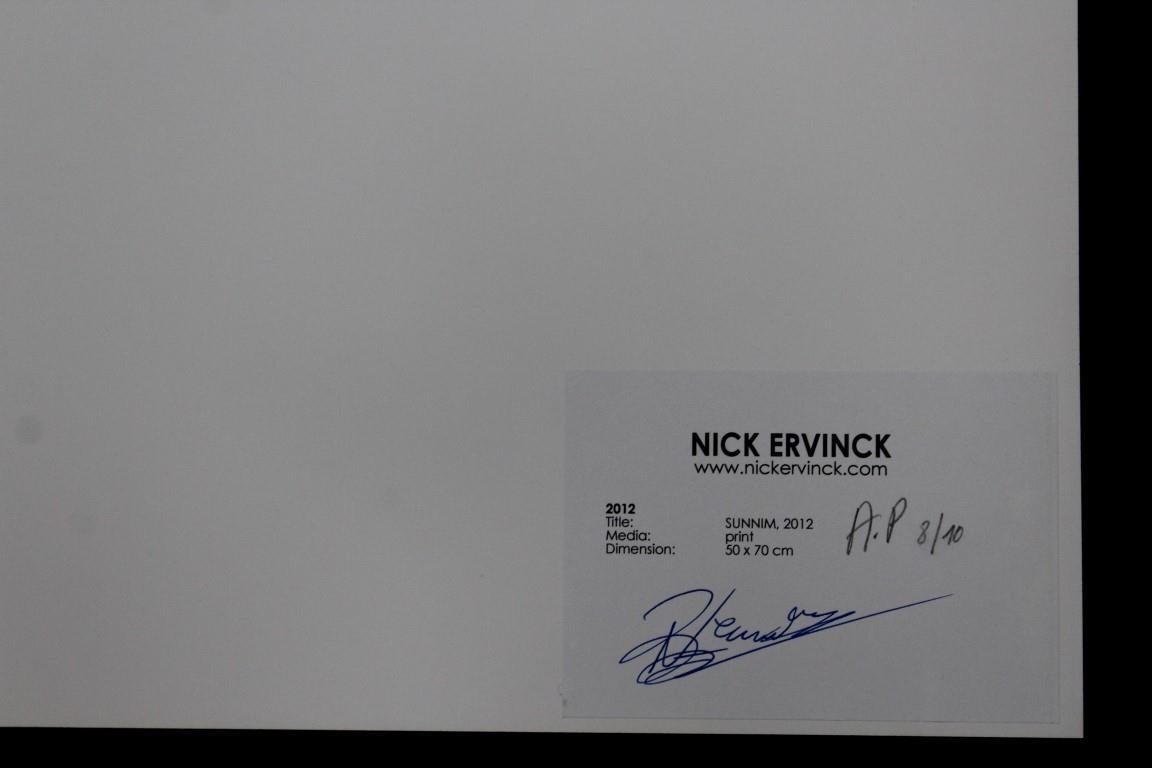 NICK ERVINCK
www.nickervinck.com
2012
Title: SUNNIM, 2012
Media: print
Dimension: 50 x 70 cm
A.P 8/10